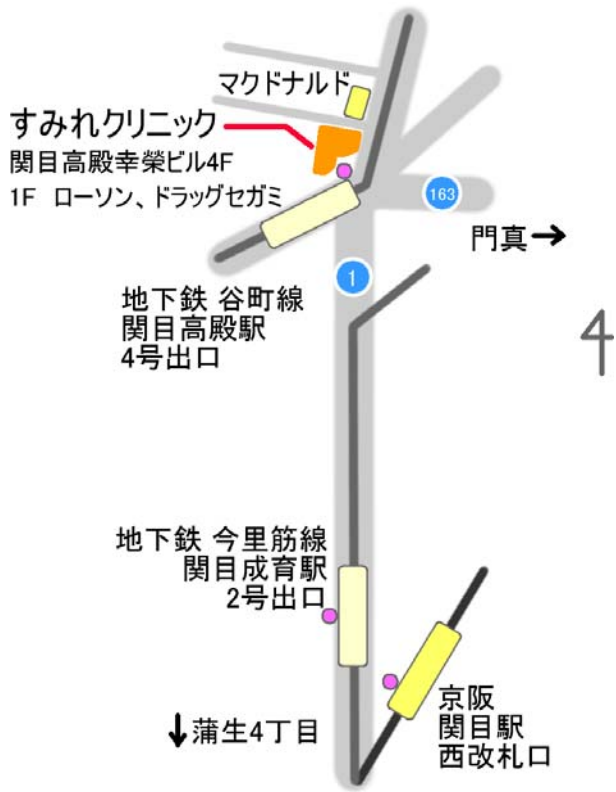 マクドナルド
すみれクリニック
関目高殿幸榮ビル4F
1F ローソン、ドラッグセガミ
163
門真→
1
地下鉄 谷町線
関目高殿駅
4号出口
地下鉄 今里筋線
関目成育駅
2号出口
京阪
関目駅
西改札口
↓蒲生4丁目